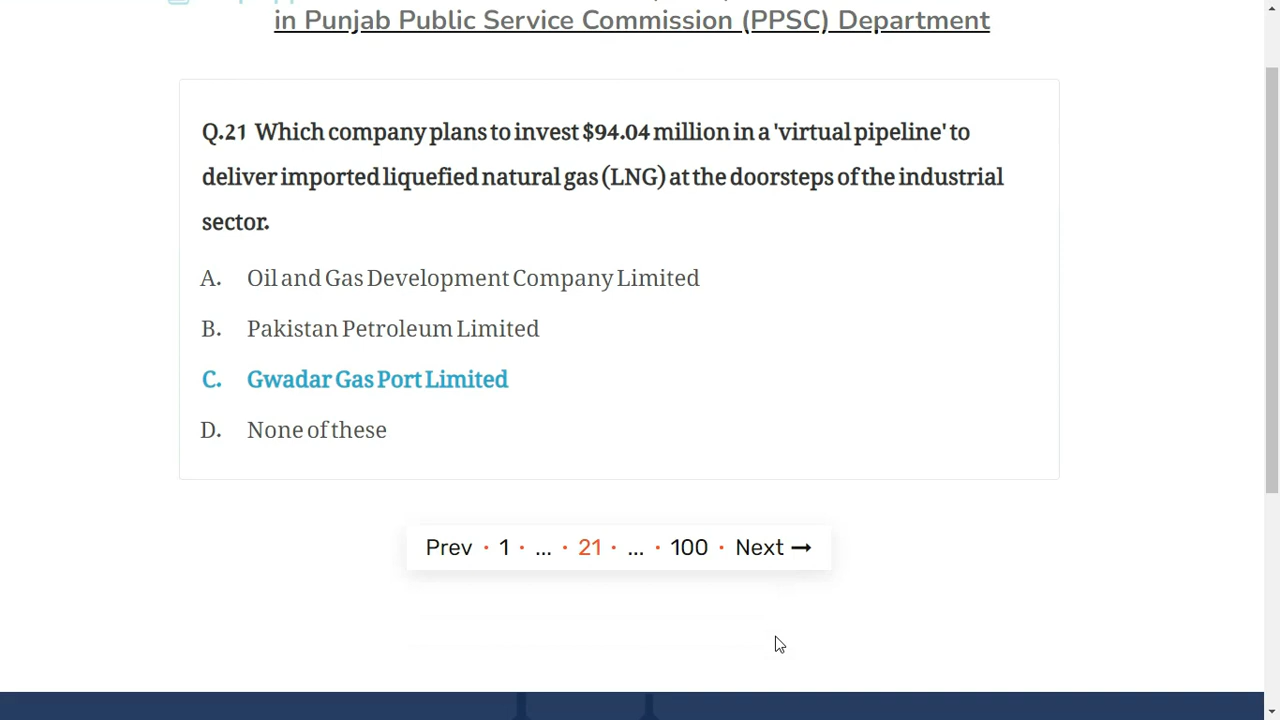 in Punjab Public Service Commission (PPSC) Department
Q.21 Which company plans to invest $94.04 million in a 'virtual pipeline' to
deliver imported liquefied natural gas (LNG) at the doorsteps of the industrial
sector.
A. Oil and Gas Development Company Limited
B. Pakistan Petroleum Limited
C. Gwadar Gas Port Limited
D. None of these
Prev • 1 • ... • 21 • ... • 100 • Next →